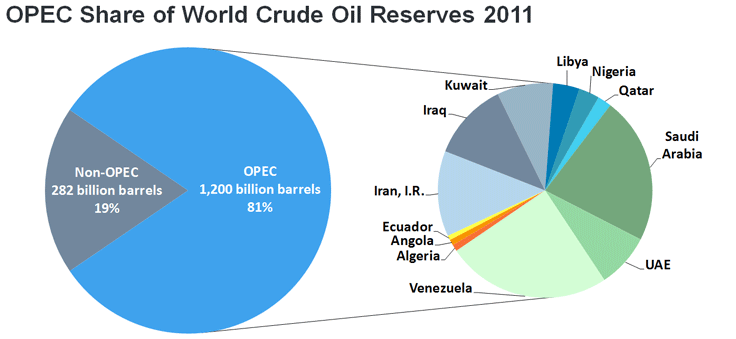 OPEC Share of World Crude Oil Reserves 2011
Non-OPEC
282 billion barrels
19%
OPEC
1,200 billion barrels
81%
Libya
Nigeria
Qatar
Saudi
Arabia
UAE
Venezuela
Algeria
Angola
Ecuador
Iran, I.R.
Iraq
Kuwait